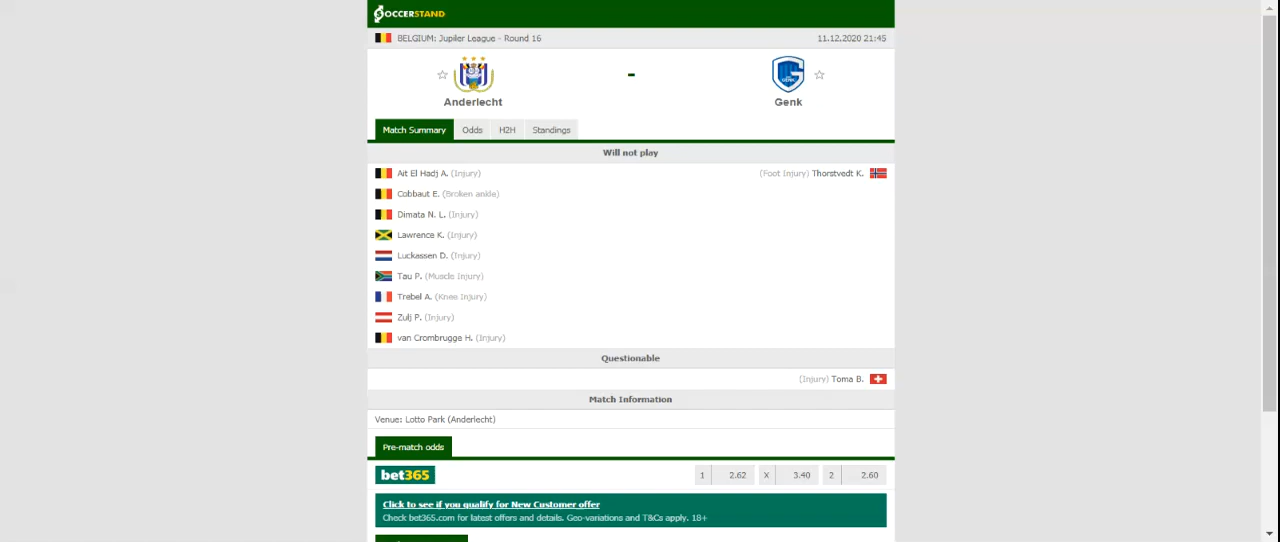 SOCCERSTAND
BELGIUM: Jupiler League - Round 16 11.12.2020 21:45
-
Anderlecht Genk
Match Summary Odds H2H Standings
Will not play
Ait El Hadj A. (Injury) (Foot Injury) Thorstvedt K.
Cobbaut E. (Broken ankle)
Dimata N. L. (Injury)
Lawrence K. (Injury)
Luckassen D. (Injury)
Tau P. (Muscle Injury)
Trebel A. (Knee Injury)
Zulj P. (Injury)
van Crombrugge H. (Injury)
Questionable
(Injury) Toma B.
Match Information
Venue: Lotto Park (Anderlecht)
Pre-match odds
bet365 1 2.62 X 3.40 2 2.60
Click to see if you qualify for New Customer offer
Check bet365.com for latest offers and details. Geo-variations and T&Cs apply. 18+